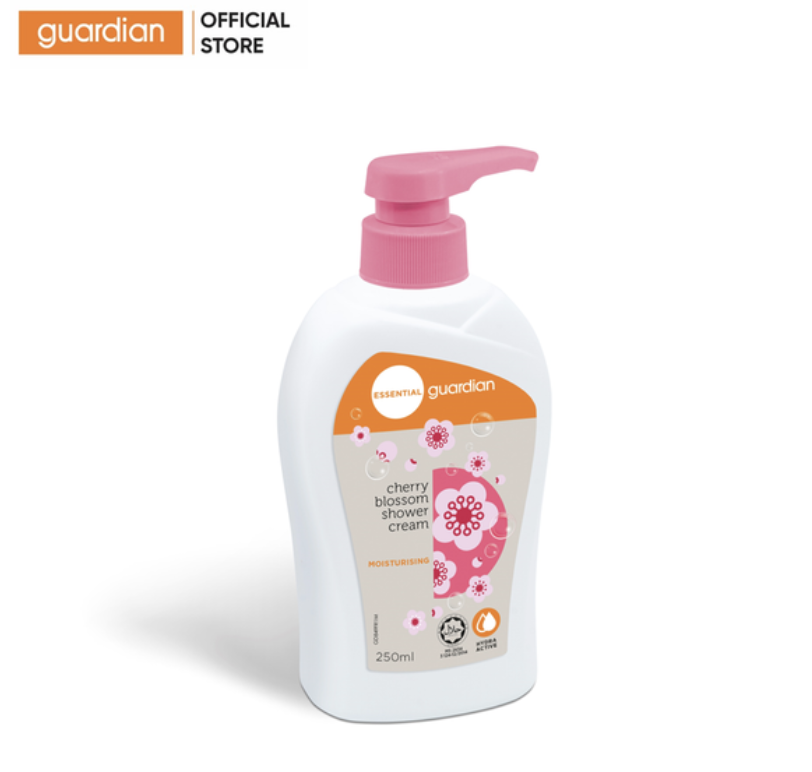 guardian
OFFICIAL
STORE
ESSENTIAL
guardian
cherry
blossom
shower
cream
MOISTURISING
250ml
HYDRA
ACTIVE